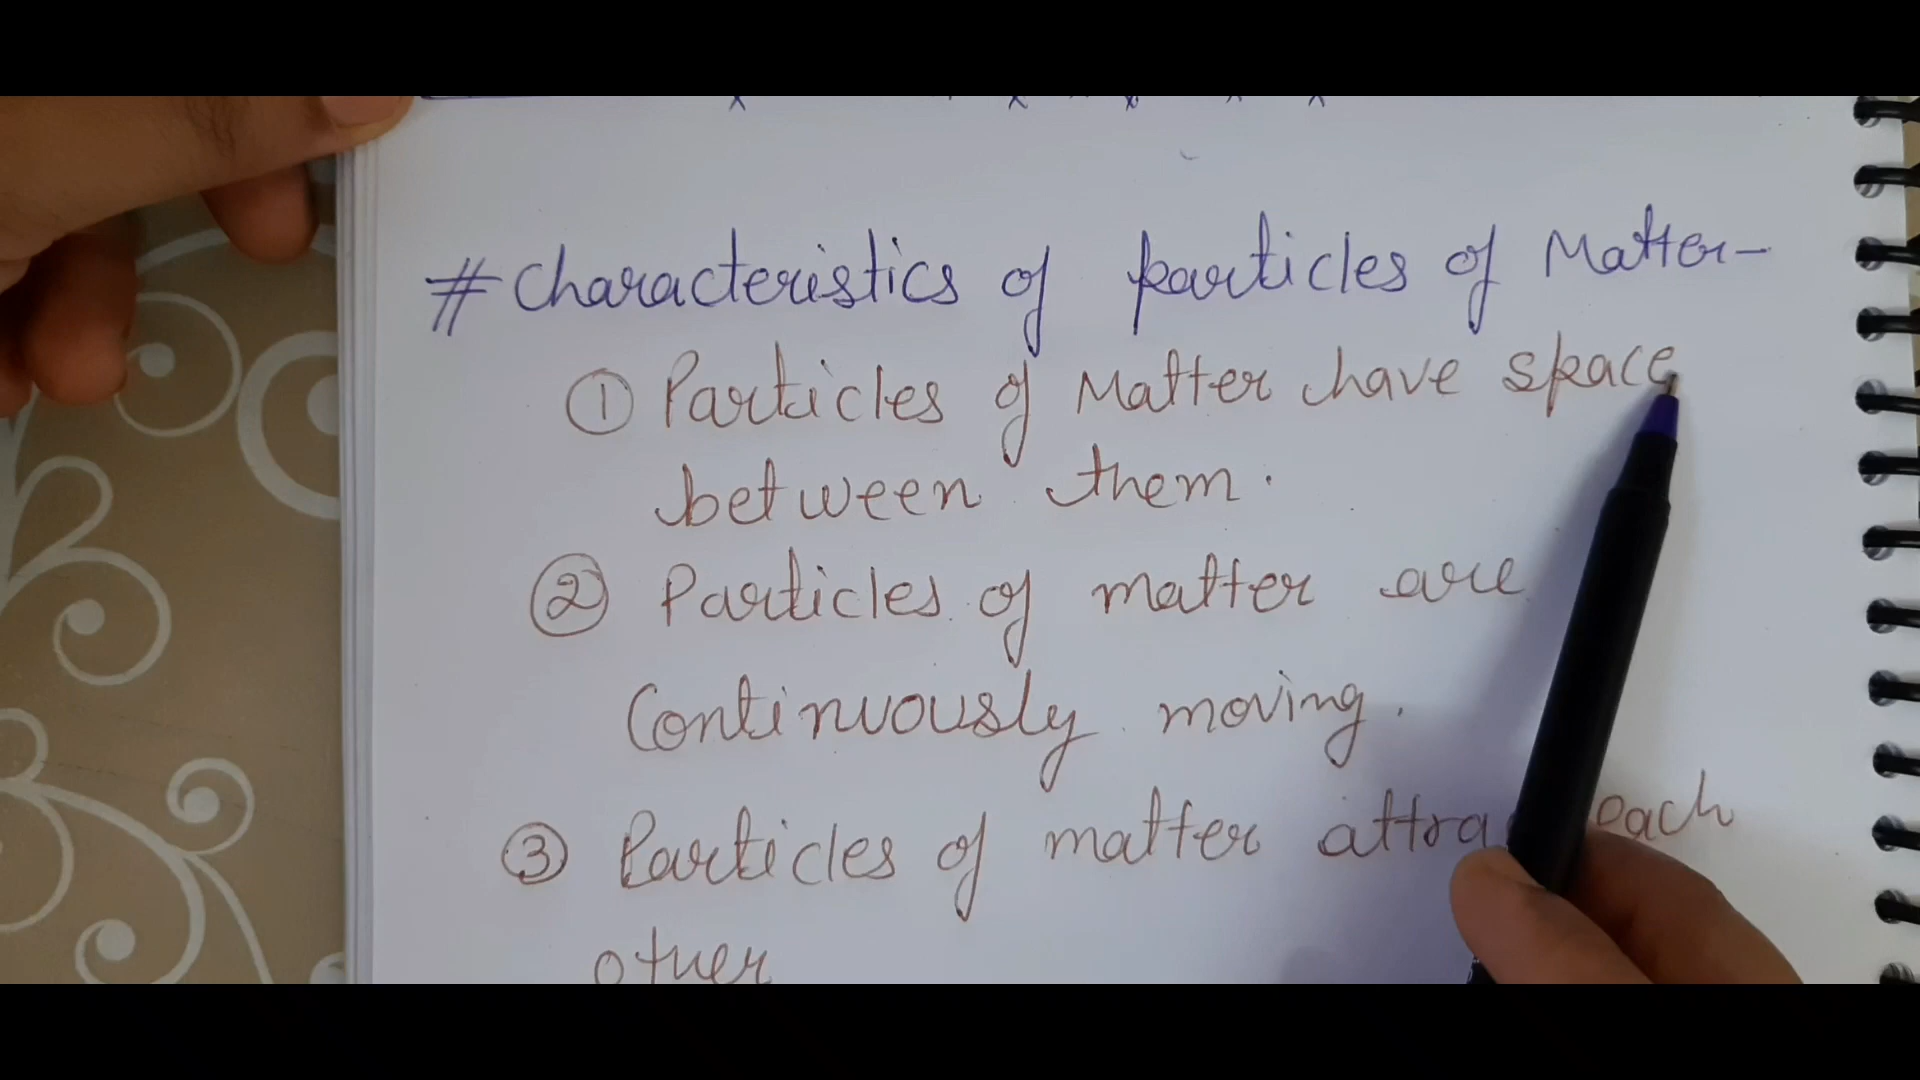 # Characteristics of particles of Matter-
① Particles of Matter have space
between them.
② Particles of matter are
Continuously moving.
③ Particles of matter each
other